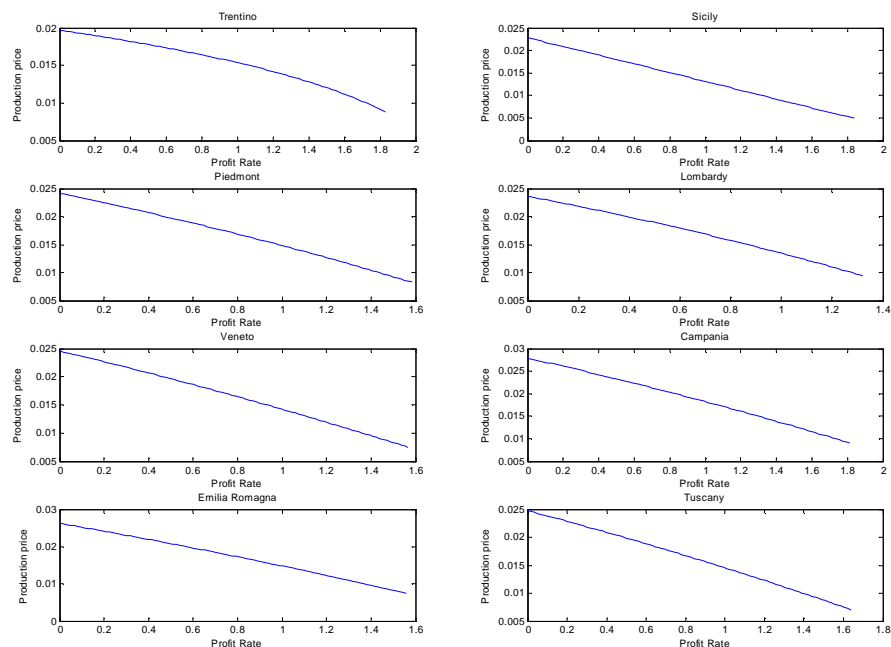 Trentino
Production price
0.02
0.015
0.01
0.005
0 0.2 0.4 0.6 0.8 1 1.2 1.4 1.6 1.8 2
Profit Rate
Sicily
Production price
0.025
0.02
0.015
0.01
0.005
0
0 0.2 0.4 0.6 0.8 1 1.2 1.4 1.6 1.8 2
Profit Rate
Piedmont
Production price
0.025
0.02
0.015
0.01
0.005
0 0.2 0.4 0.6 0.8 1 1.2 1.4 1.6
Profit Rate
Lombardy
Production price
0.025
0.02
0.015
0.01
0.005
0 0.2 0.4 0.6 0.8 1 1.2 1.4
Profit Rate
Veneto
Production price
0.025
0.02
0.015
0.01
0.005
0 0.2 0.4 0.6 0.8 1 1.2 1.4 1.6
Profit Rate
Campania
Production price
0.03
0.025
0.02
0.015
0.01
0.005
0 0.2 0.4 0.6 0.8 1 1.2 1.4 1.6 1.8 2
Profit Rate
Emilia Romagna
Production price
0.03
0.02
0.01
0
0 0.2 0.4 0.6 0.8 1 1.2 1.4 1.6
Profit Rate
Tuscany
Production price
0.025
0.02
0.015
0.01
0.005
0 0.2 0.4 0.6 0.8 1 1.2 1.4 1.6 1.8
Profit Rate